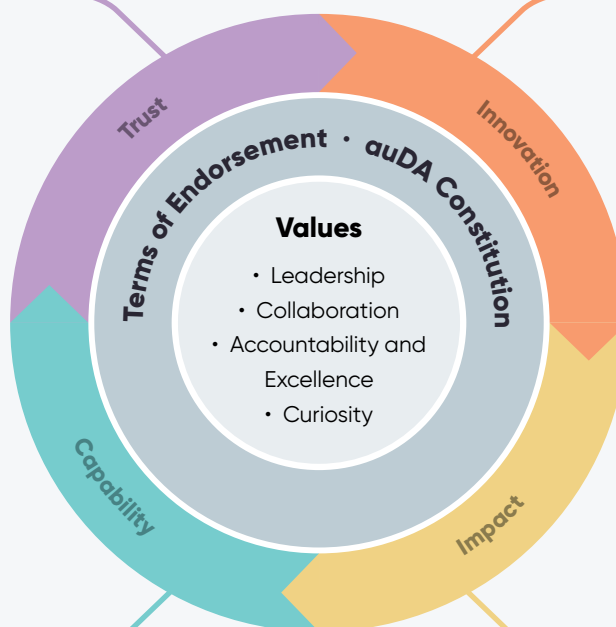 Trust
Innovation
Terms of Endorsement · auDA Constitution
Values
• Leadership
• Collaboration
• Accountability and
Excellence
• Curiosity
Capability
Impact